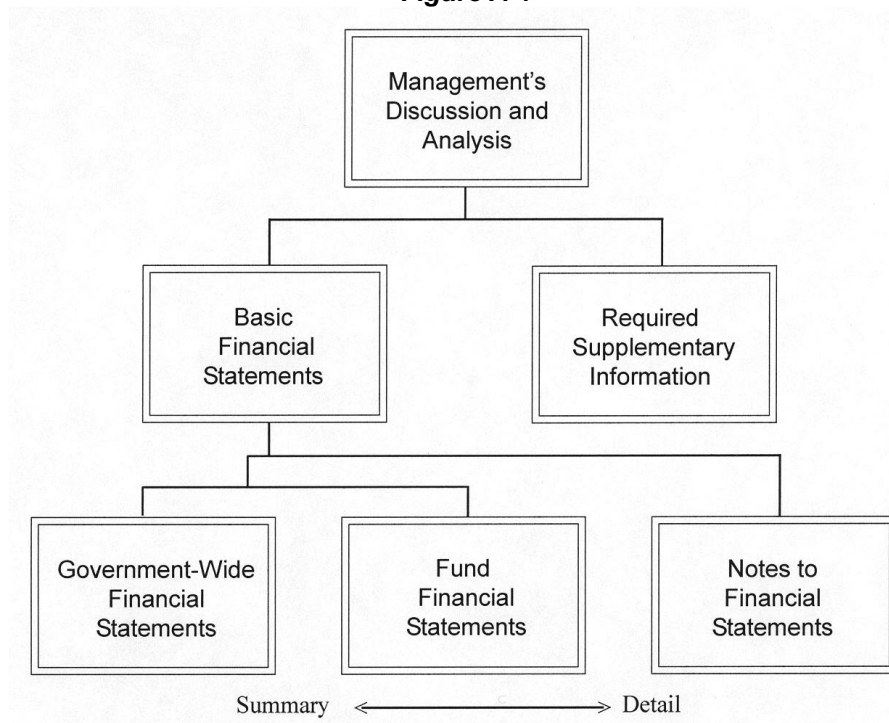 Management's
Discussion and
Analysis
Basic
Financial
Statements
Required
Supplementary
Information
Government-Wide
Financial
Statements
Fund
Financial
Statements
Notes to
Financial
Statements
Summary
Detail